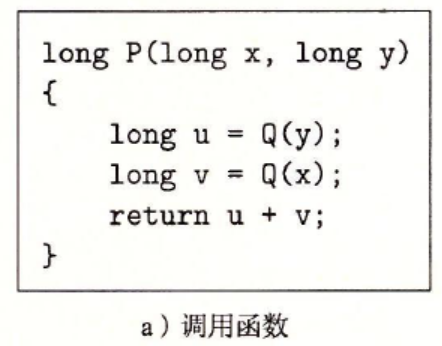 long P(long x, long y)
{
    long u = Q(y);
    long v = Q(x);
    return u + v;
}
a）调用函数